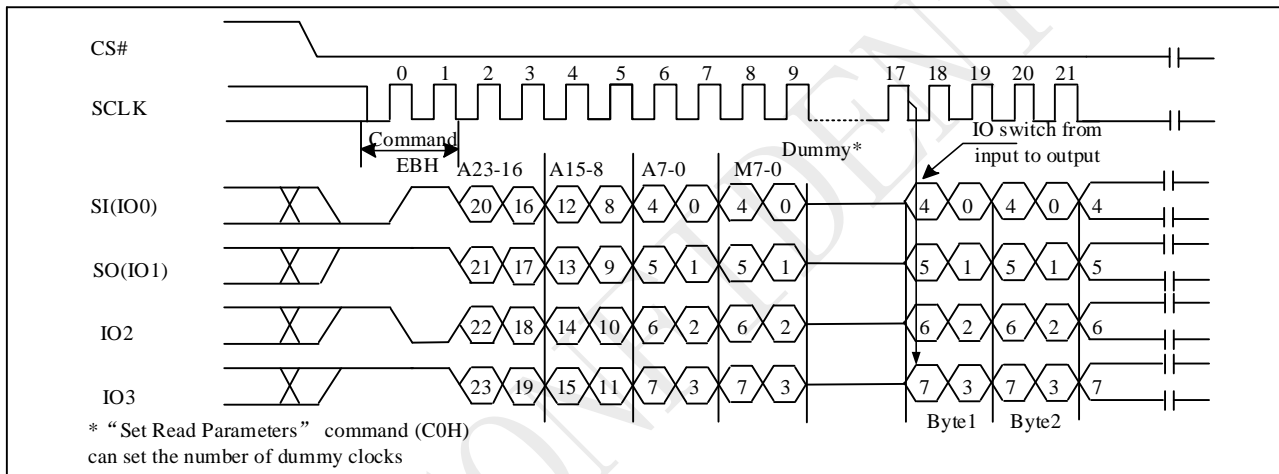 CS#
0 1 2 3 4 5 6 7 8 9 17 18 19 20 21
SCLK
Command
EBH
Dummy*
IO switch from
input to output
A23-16 A15-8 A7-0 M7-0
SI(IO0) 20 16 12 8 4 0 4 0 4 0 4 0 4
SO(IO1) 21 17 13 9 5 1 5 1 5 1 5 1 5
IO2 22 18 14 10 6 2 6 2 6 2 6 2 6
IO3 23 19 15 11 7 3 7 3 7 3 7 3 7
Byte1 Byte2
* “Set Read Parameters” command (C0H)
can set the number of dummy clocks